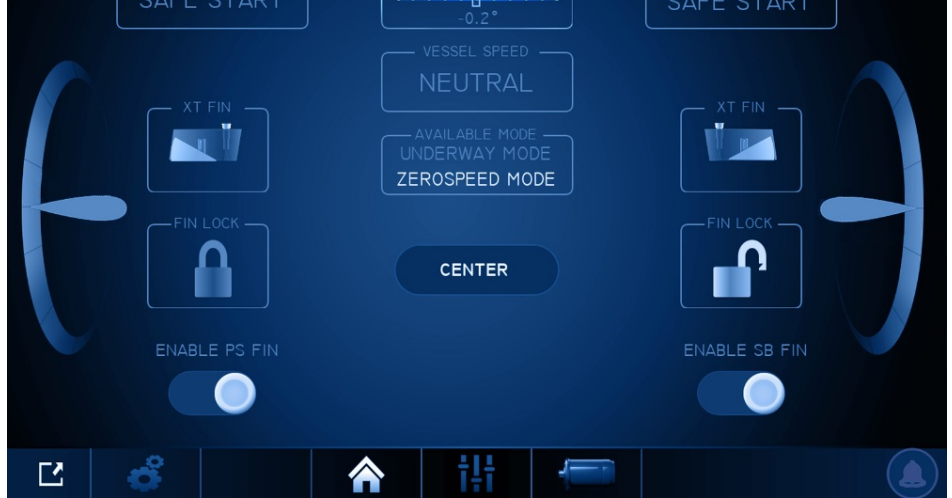 SAFE START
SAFE START
-0.2°
VESSEL SPEED
NEUTRAL
XT FIN
XT FIN
AVAILABLE MODE
UNDERWAY MODE
ZEROSPEED MODE
FIN LOCK
FIN LOCK
CENTER
ENABLE PS FIN
ENABLE SB FIN